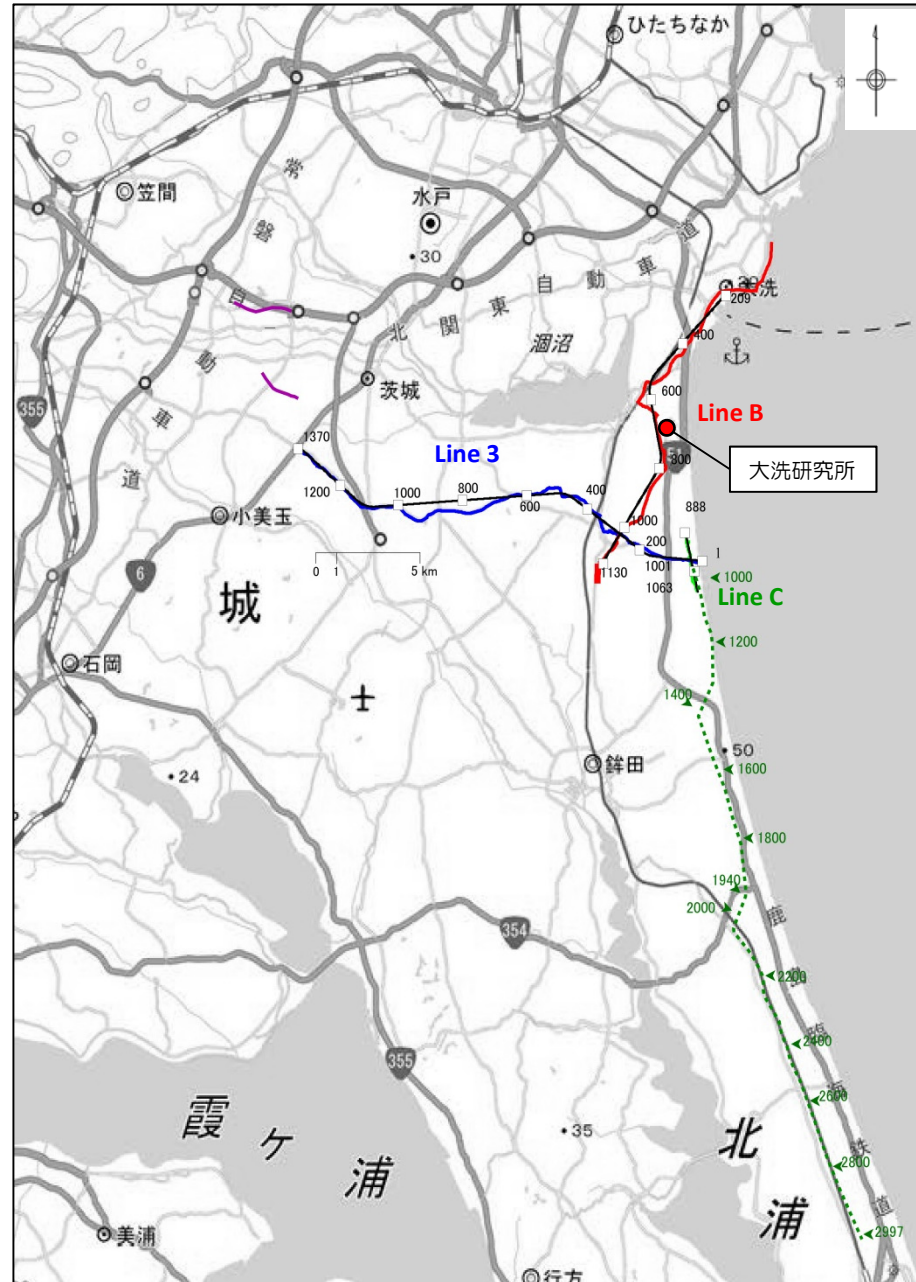 ひたちなか
笠間
水戸
常
磐
自
動
車
道
・30
北関東自動車道
30
大洗
209
涸沼
400
茨城
355
600
Line B
5
大洗研究所
Line 3
1370
800
1200
1000
800
600
400
888
小美玉
1000
200
1
0 1 5 km
1001
1130
1063
1000
Line C
6
城
1200
石岡
1400
・50
1600
鉾田
・24
1800
1940
2000
鹿
島
臨
海
鉄
道
354
2200
2400
355
2600
霞ヶ浦
・35
北浦
2800
美浦
2997
行方